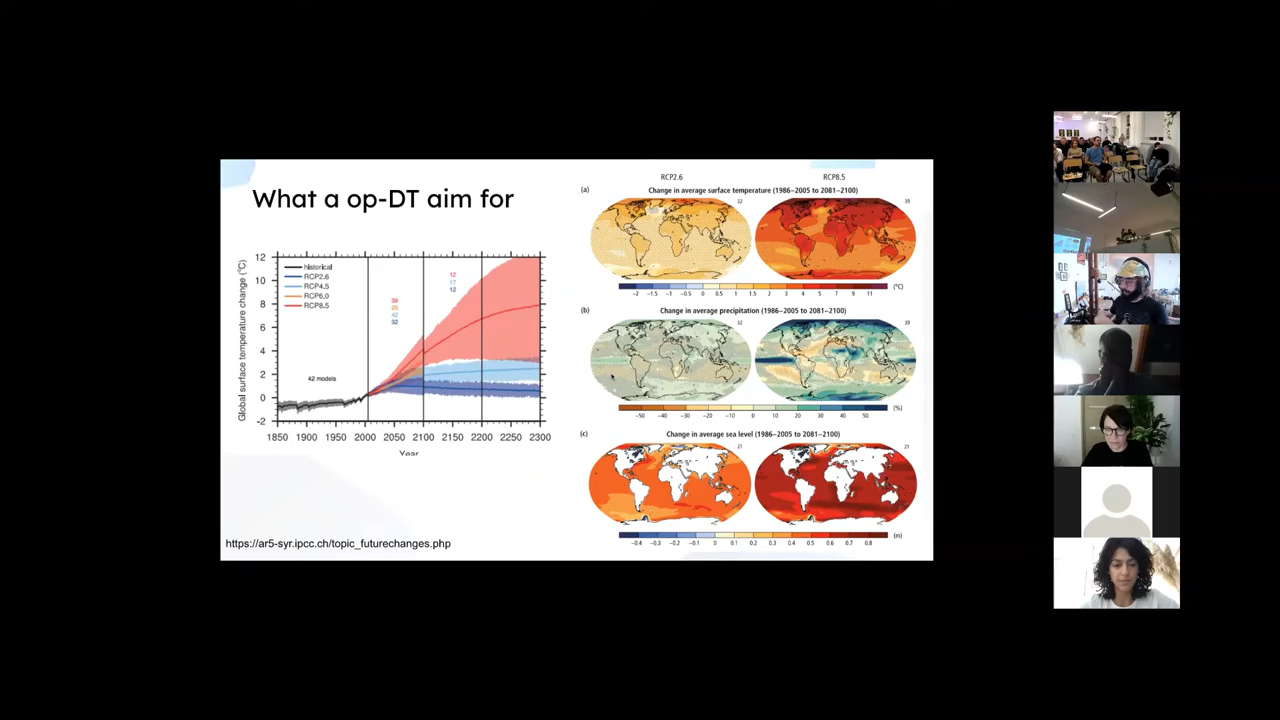 What a op-DT aim for
Global surface temperature change (°C)
12
10
8
6
4
2
0
-2
historical
RCP2.6
RCP4.5
RCP6.0
RCP8.5
39
25
42
32
12
17
12
42 models
1850 1900 1950 2000 2050 2100 2150 2200 2250 2300
Year
https://ar5-syr.ipcc.ch/topic_futurechanges.php
RCP2.6 RCP8.5
(a) Change in average surface temperature (1986–2005 to 2081–2100)
32 39
−2 −1.5 −1 −0.5 0 0.5 1 1.5 2 3 4 5 7 9 11 (°C)
(b) Change in average precipitation (1986–2005 to 2081–2100)
32 39
−50 −40 −30 −20 −10 0 10 20 30 40 50 (%)
(c) Change in average sea level (1986–2005 to 2081–2100)
21 21
−0.4 −0.3 −0.2 −0.1 0 0.1 0.2 0.3 0.4 0.5 0.6 0.7 0.8 (m)